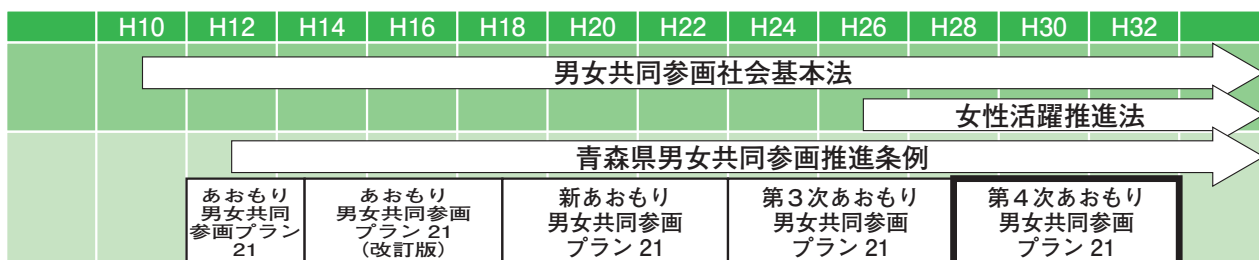 H10 H12 H14 H16 H18 H20 H22 H24 H26 H28 H30 H32
男女共同参画社会基本法
女性活躍推進法
青森県男女共同参画推進条例
あおもり
男女共同
参画プラン
21
あおもり
男女共同参画
プラン 21
(改訂版)
新あおもり
男女共同参画
プラン 21
第３次あおもり
男女共同参画
プラン 21
第４次あおもり
男女共同参画
プラン 21